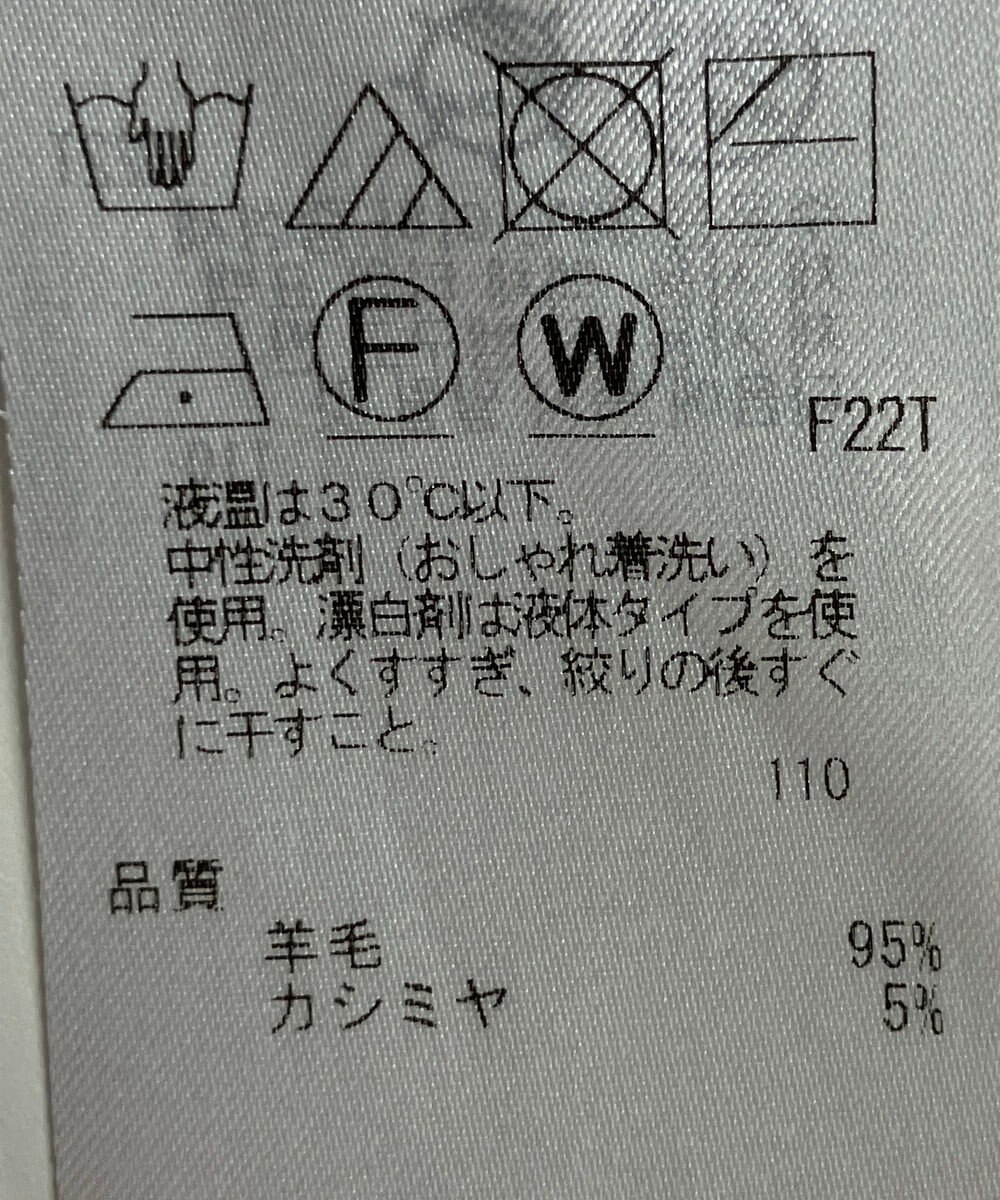 F
W
F22T
液温は30℃以下。
中性洗剤（おしゃれ着洗い）を
使用。漂白剤は液体タイプを使
用。よくすすぎ、絞りの後すぐ
に干すこと。
110
品質
羊毛 95%
カシミヤ 5%